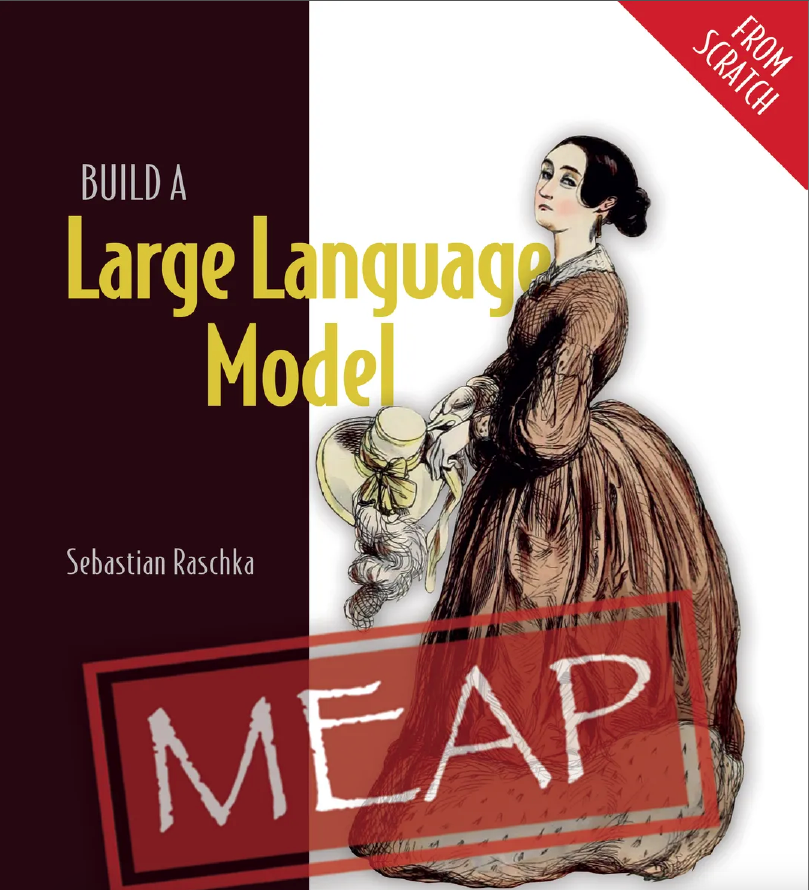 FROM
SCRATCH
BUILD A
Large Language
Model
Sebastian Raschka
MEAP